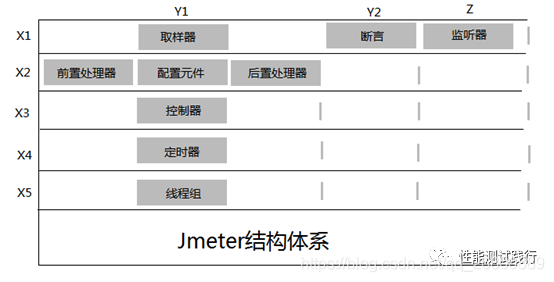 Y1 Y2 Z
X1 取样器 断言 监听器
X2 前置处理器 配置元件 后置处理器
X3 控制器
X4 定时器
X5 线程组
Jmeter结构体系
性能测试践行